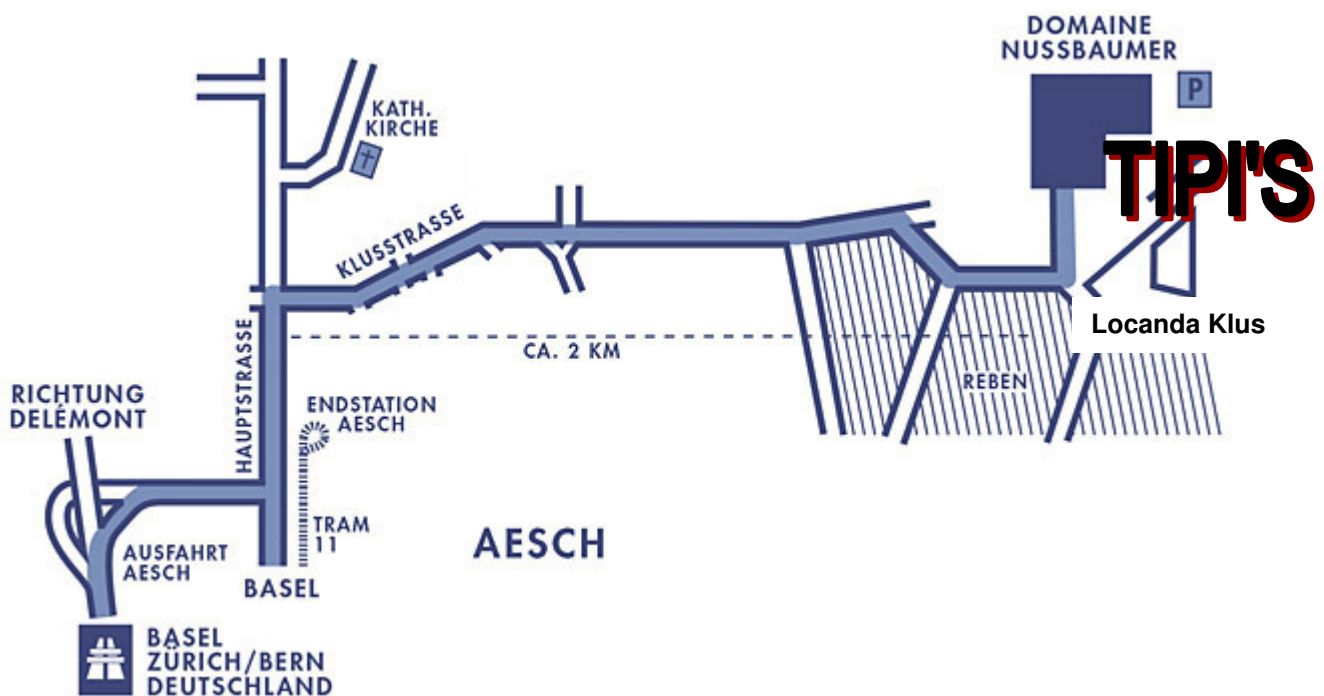 DOMAINE
NUSSBAUMER
P
TIPI'S
KATH.
KIRCHE
KLUSSTRASSE
Locanda Klus
HAUPTSTRASSE
CA. 2 KM
REBEN
RICHTUNG
DELÉMONT
ENDSTATION
AESCH
TRAM
11
AESCH
AUSFAHRT
AESCH
BASEL
BASEL
ZÜRICH/BERN
DEUTSCHLAND